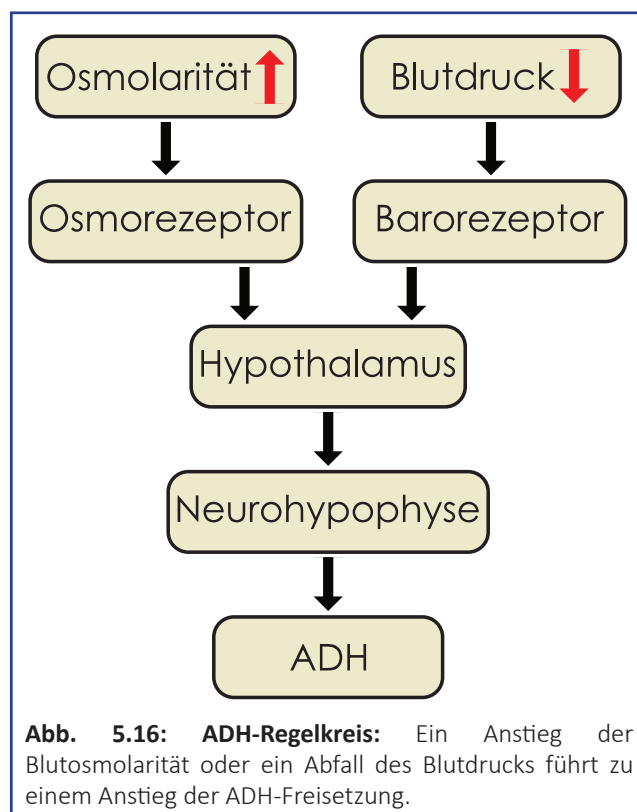 Osmolarität Blutdruck
Osmorezeptor Barorezeptor
Hypothalamus
Neurohypophyse
ADH
Abb. 5.16: ADH-Regelkreis: Ein Anstieg der
Blutosmolarität oder ein Abfall des Blutdrucks führt zu
einem Anstieg der ADH-Freisetzung.